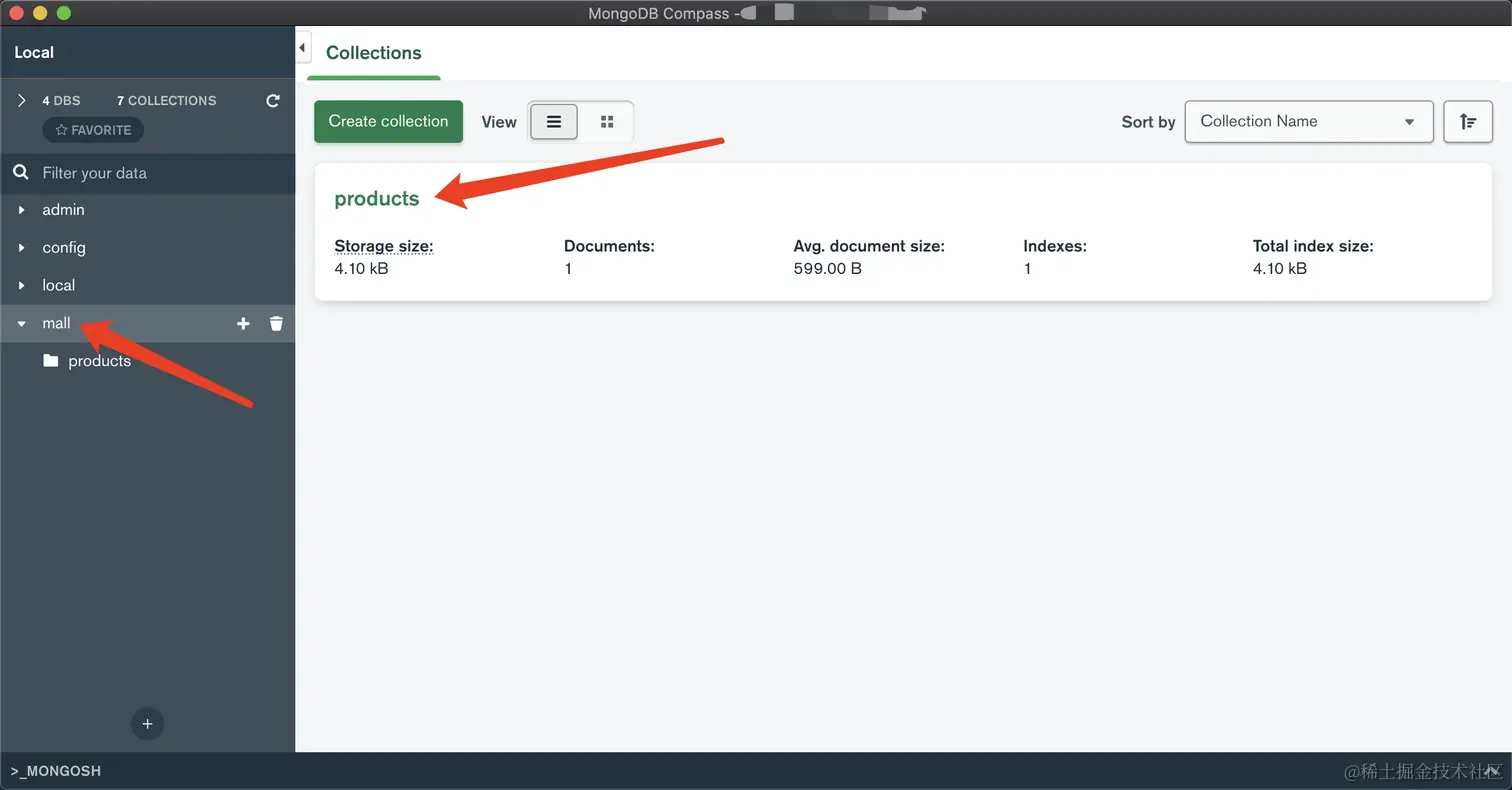 MongoDB Compass -
Local
Collections
4 DBS 7 COLLECTIONS
FAVORITE
Create collection View Sort by Collection Name
Filter your data
admin
config
local
mall
products
products
Storage size: Documents: Avg. document size: Indexes: Total index size:
4.10 kB 1 599.00 B 1 4.10 kB
>_MONGOSH
@稀土掘金技术社区